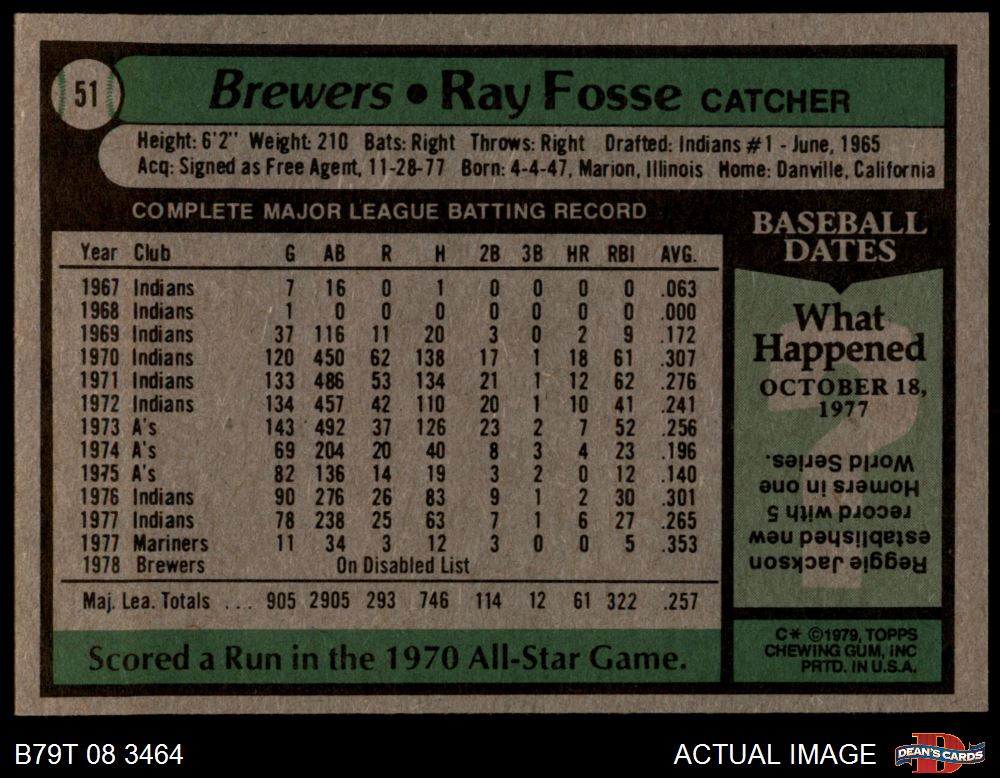 51
Brewers • Ray Fosse CATCHER
Height: 6'2" Weight: 210 Bats: Right Throws: Right Drafted: Indians #1 - June, 1965
Acq: Signed as Free Agent, 11-28-77 Born: 4-4-47, Marion, Illinois Home: Danville, California
COMPLETE MAJOR LEAGUE BATTING RECORD
Year Club G AB R H 2B 3B HR RBI AVG.
1967 Indians 7 16 0 1 0 0 0 0 .063
1968 Indians 1 0 0 0 0 0 0 0 .000
1969 Indians 37 116 11 20 3 0 2 9 .172
1970 Indians 120 450 62 138 17 1 18 61 .307
1971 Indians 133 486 53 134 21 1 12 62 .276
1972 Indians 134 457 42 110 20 1 10 41 .241
1973 A's 143 492 37 126 23 2 7 52 .256
1974 A's 69 204 20 40 8 3 4 23 .196
1975 A's 82 136 14 19 3 2 0 12 .140
1976 Indians 90 276 26 83 9 1 2 30 .301
1977 Indians 78 238 25 63 7 1 6 27 .265
1977 Mariners 11 34 3 12 3 0 0 5 .353
1978 Brewers On Disabled List
Maj. Lea. Totals ... 905 2905 293 746 114 12 61 322 .257
Scored a Run in the 1970 All-Star Game.
BASEBALL
DATES
What
Happened
OCTOBER 18,
1977
?
Reggie Jackson
established new
record with 5
Homers in one
World Series.
C* ©1979, TOPPS
CHEWING GUM, INC
PRTD. IN U.S.A.
B79T 08 3464
ACTUAL IMAGE
D
DEAN'S CARDS